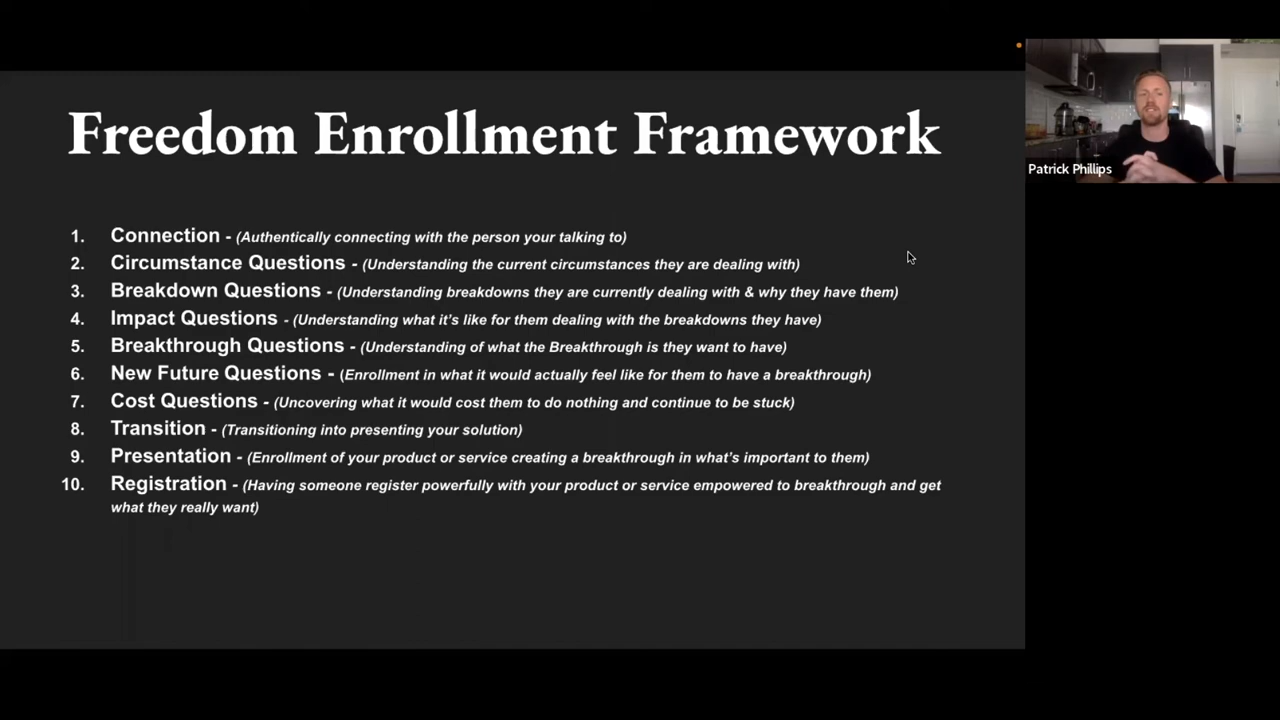 Freedom Enrollment Framework
Patrick Phillips
1. Connection - (Authentically connecting with the person your talking to)
2. Circumstance Questions - (Understanding the current circumstances they are dealing with)
3. Breakdown Questions - (Understanding breakdowns they are currently dealing with & why they have them)
4. Impact Questions - (Understanding what it's like for them dealing with the breakdowns they have)
5. Breakthrough Questions - (Understanding of what the Breakthrough is they want to have)
6. New Future Questions - (Enrollment in what it would actually feel like for them to have a breakthrough)
7. Cost Questions - (Uncovering what it would cost them to do nothing and continue to be stuck)
8. Transition - (Transitioning into presenting your solution)
9. Presentation - (Enrollment of your product or service creating a breakthrough in what's important to them)
10. Registration - (Having someone register powerfully with your product or service empowered to breakthrough and get
what they really want)